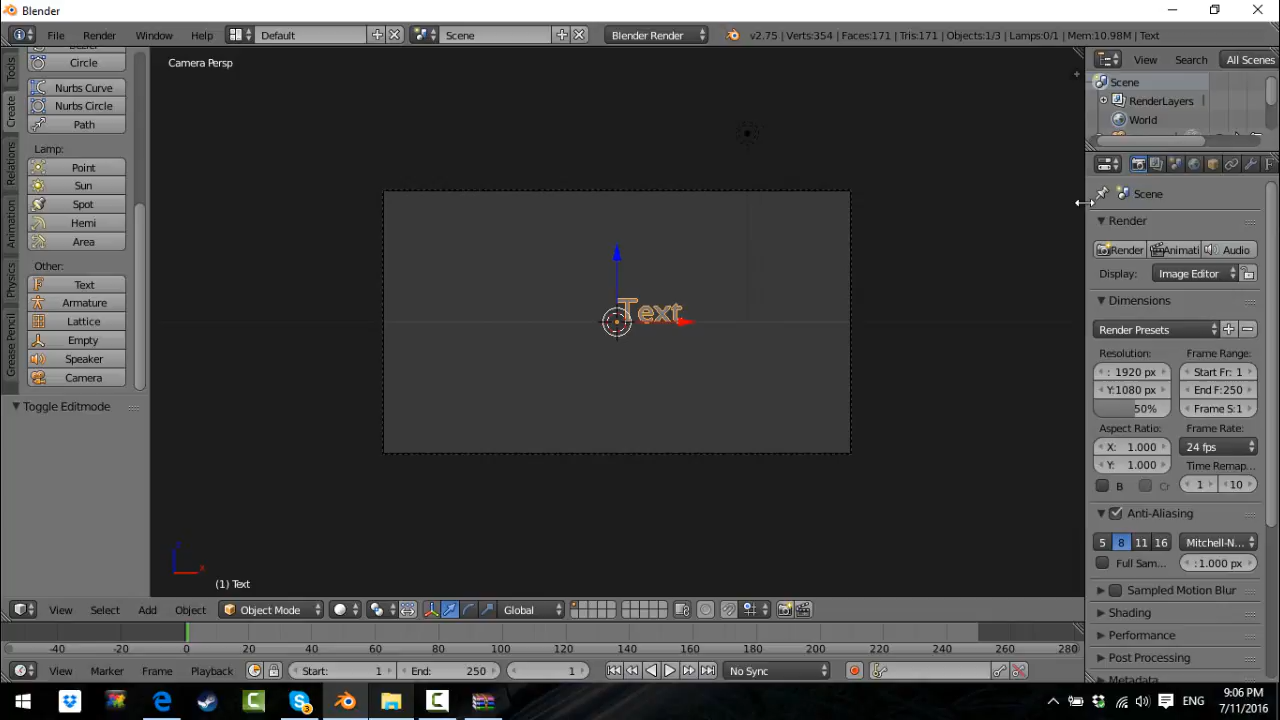 Blender
File Render Window Help Default Scene Blender Render v2.75 | Verts:354 | Faces:171 | Tris:171 | Objects:1/3 | Lamps:0/1 | Mem:10.98M | Text
Tools
Create
Relations
Animation
Physics
Grease Pencil
Circle
Nurbs Curve
Nurbs Circle
Path
Lamp:
Point
Sun
Spot
Hemi
Area
Other:
Text
Armature
Lattice
Empty
Speaker
Camera
Toggle Editmode
Camera Persp
Text
z
x
(1) Text
View Search All Scenes
Scene
RenderLayers
World
F
Scene
Render
Render Animati Audio
Display: Image Editor
Dimensions
Render Presets
Resolution: Frame Range:
: 1920 px Start Fr: 1
Y:1080 px End F:250
50% Frame S:1
Aspect Ratio: Frame Rate:
X: 1.000 24 fps
Y: 1.000 Time Remap...
B Cr 1 10
Anti-Aliasing
5 8 11 16 Mitchell-N...
Full Sam... : 1.000 px
Sampled Motion Blur
Shading
Performance
Post Processing
Metadata
View Select Add Object Object Mode Global
-40 -20 0 20 40 60 80 100 120 140 160 180 200 220 240 260 280
View Marker Frame Playback Start: 1 End: 250 1 No Sync
ENG
9:06 PM
7/11/2016